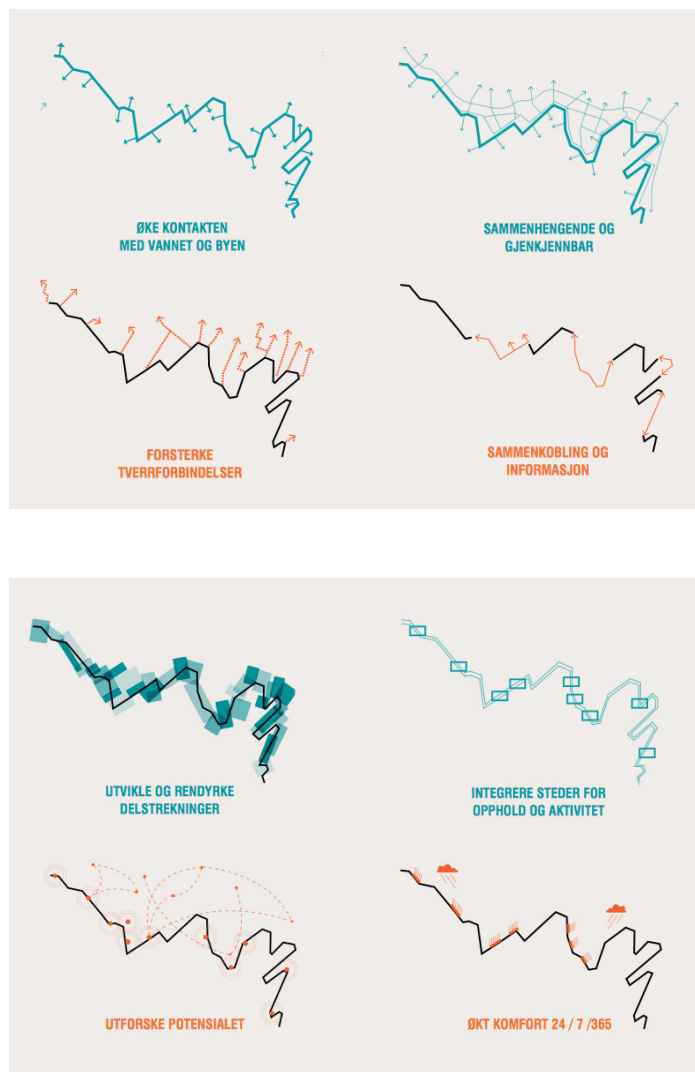 ØKE KONTAKTEN
MED VANNET OG BYEN
SAMMENHENGENDE OG
GJENKJENNBAR
FORSTERKE
TVERRFORBINDELSER
SAMMENKOBLING OG
INFORMASJON
UTVIKLE OG RENDYRKE
DELSTREKNINGER
INTEGRERE STEDER FOR
OPPHOLD OG AKTIVITET
UTFORSKE POTENSIALET
ØKT KOMFORT 24 / 7 /365